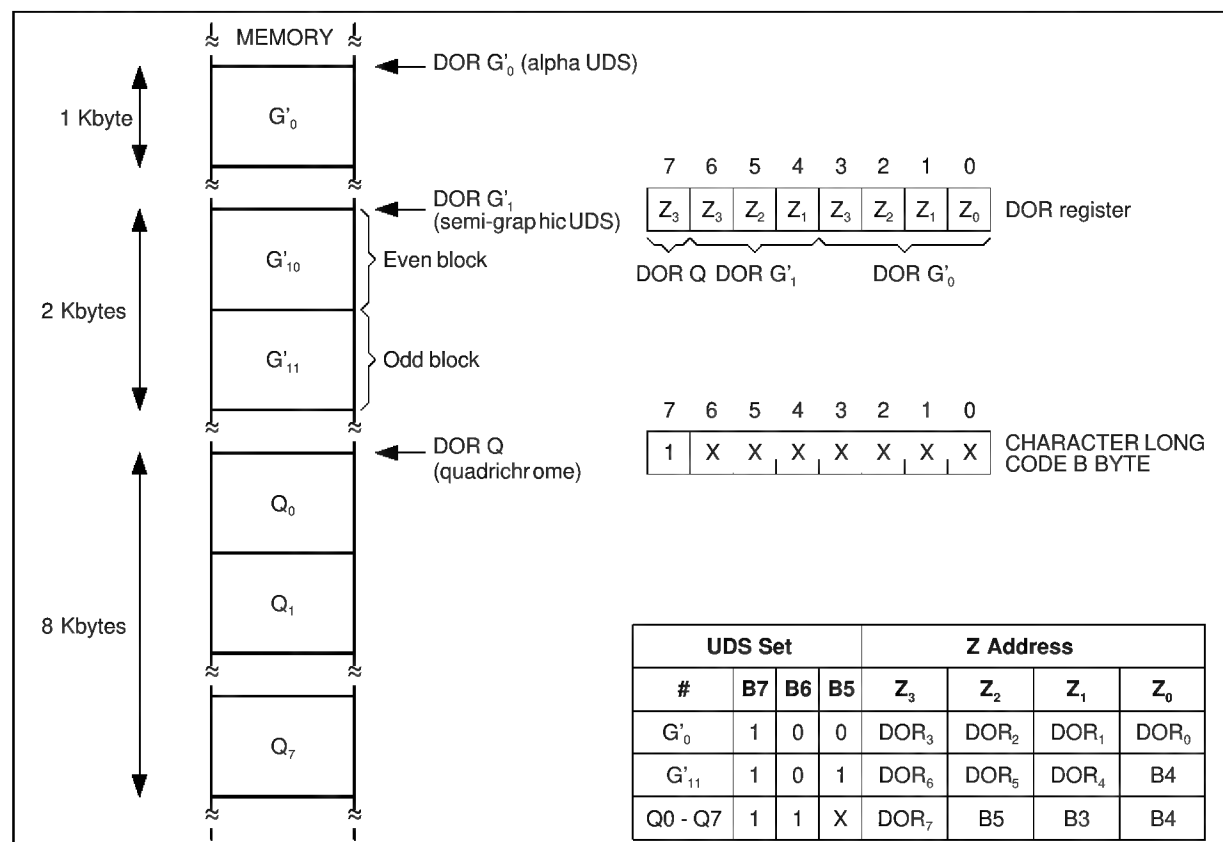 MEMORY
DOR G'₀ (alpha UDS)
1 Kbyte
G'₀
DOR G'₁
(semi-graphic UDS)
7 6 5 4 3 2 1 0
Z₃ Z₃ Z₂ Z₁ Z₃ Z₂ Z₁ Z₀ DOR register
DOR Q DOR G'₁ DOR G'₀
2 Kbytes
G'₁₀ Even block
G'₁₁ Odd block
7 6 5 4 3 2 1 0
1 X X X X X X X CHARACTER LONG
CODE B BYTE
DOR Q
(quadrichrome)
8 Kbytes
Q₀
Q₁
Q₇
UDS Set Z Address
# B7 B6 B5 Z₃ Z₂ Z₁ Z₀
G'₀ 1 0 0 DOR₃ DOR₂ DOR₁ DOR₀
G'₁₁ 1 0 1 DOR₆ DOR₅ DOR₄ B4
Q0 - Q7 1 1 X DOR₇ B5 B3 B4